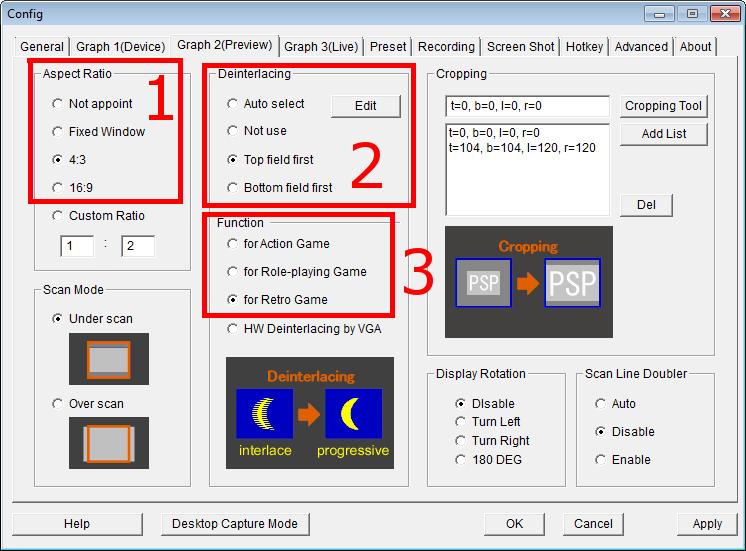 Config
General
Graph 1(Device)
Graph 2(Preview)
Graph 3(Live)
Preset
Recording
Screen Shot
Hotkey
Advanced
About
Aspect Ratio
Not appoint
Fixed Window
4:3
16:9
Custom Ratio
1 : 2
1
Scan Mode
Under scan
Over scan
Deinterlacing
Auto select
Edit
Not use
Top field first
Bottom field first
2
Function
for Action Game
for Role-playing Game
for Retro Game
HW Deinterlacing by VGA
3
Deinterlacing
interlace
progressive
Cropping
t=0, b=0, l=0, r=0
Cropping Tool
t=0, b=0, l=0, r=0
t=104, b=104, l=120, r=120
Add List
Del
Cropping
PSP
PSP
Display Rotation
DIsable
Turn Left
Turn Right
180 DEG
Scan Line Doubler
Auto
Disable
Enable
Help
Desktop Capture Mode
OK
Cancel
Apply